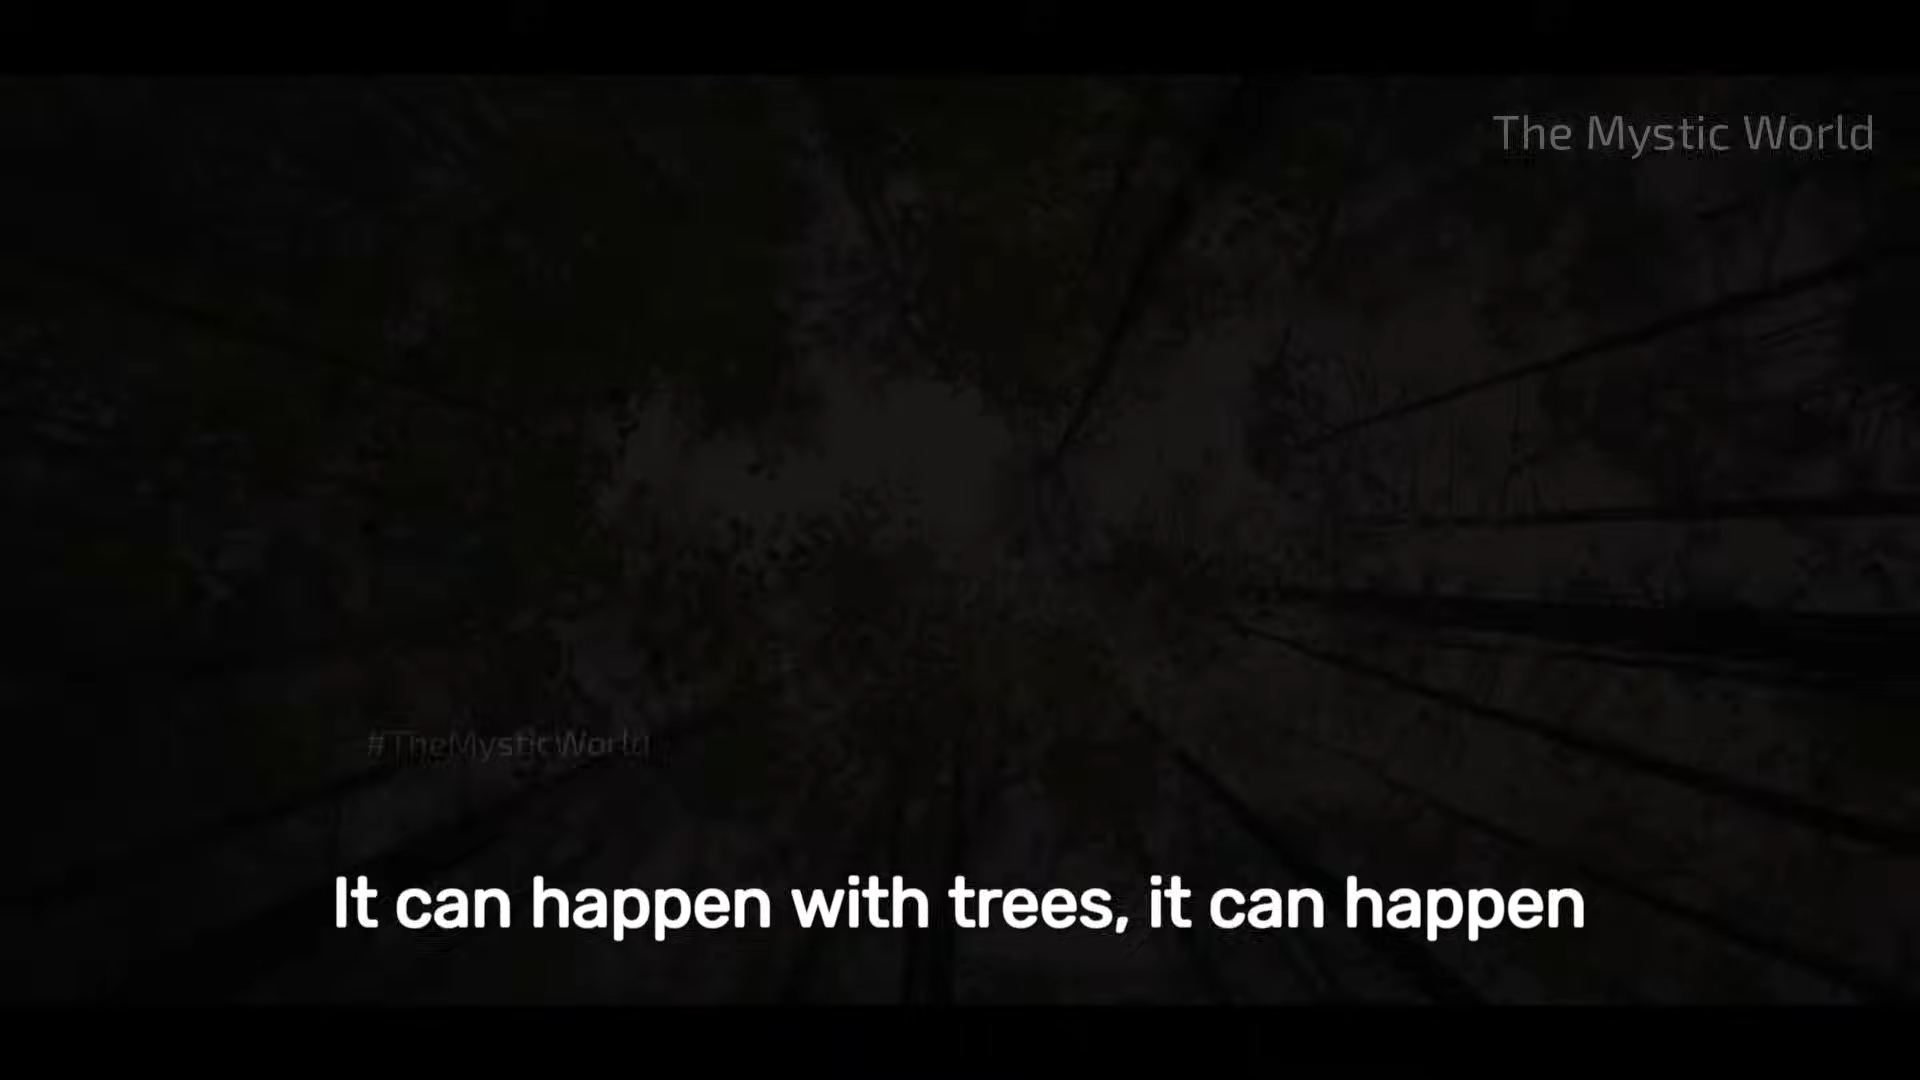 The Mystic World
#TheMysticWorld
It can happen with trees, it can happen